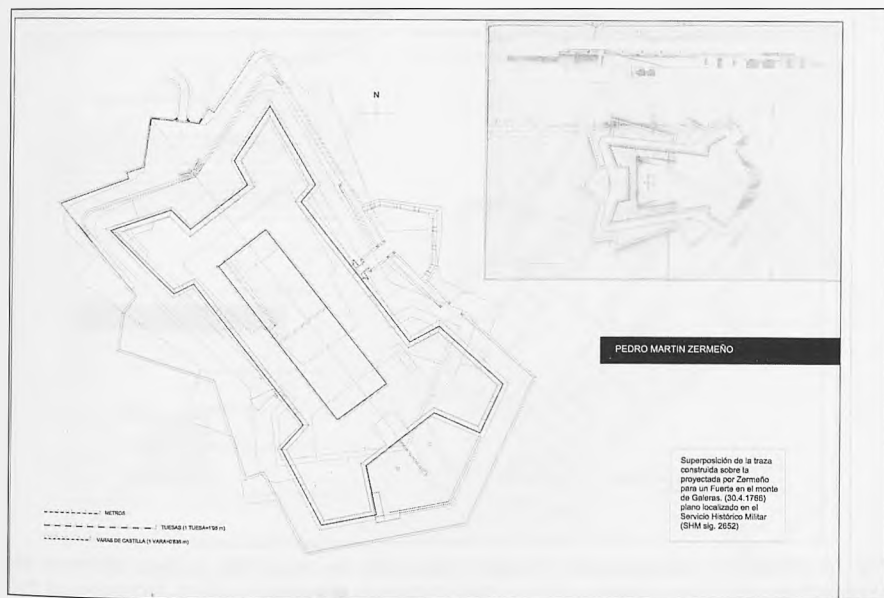 N
PEDRO MARTIN ZERMEÑO
Superposición de la traza
construida sobre la
proyectada por Zermeño
para un Fuerte en el monte
de Galeras. (30.4.1766)
plano localizado en el
Servicio Histórico Militar
(SHM sig. 2652)
METROS
TUESAS (1 TUESA=1'95 m)
VARAS DE CASTILLA (1 VARA=0'835 m)